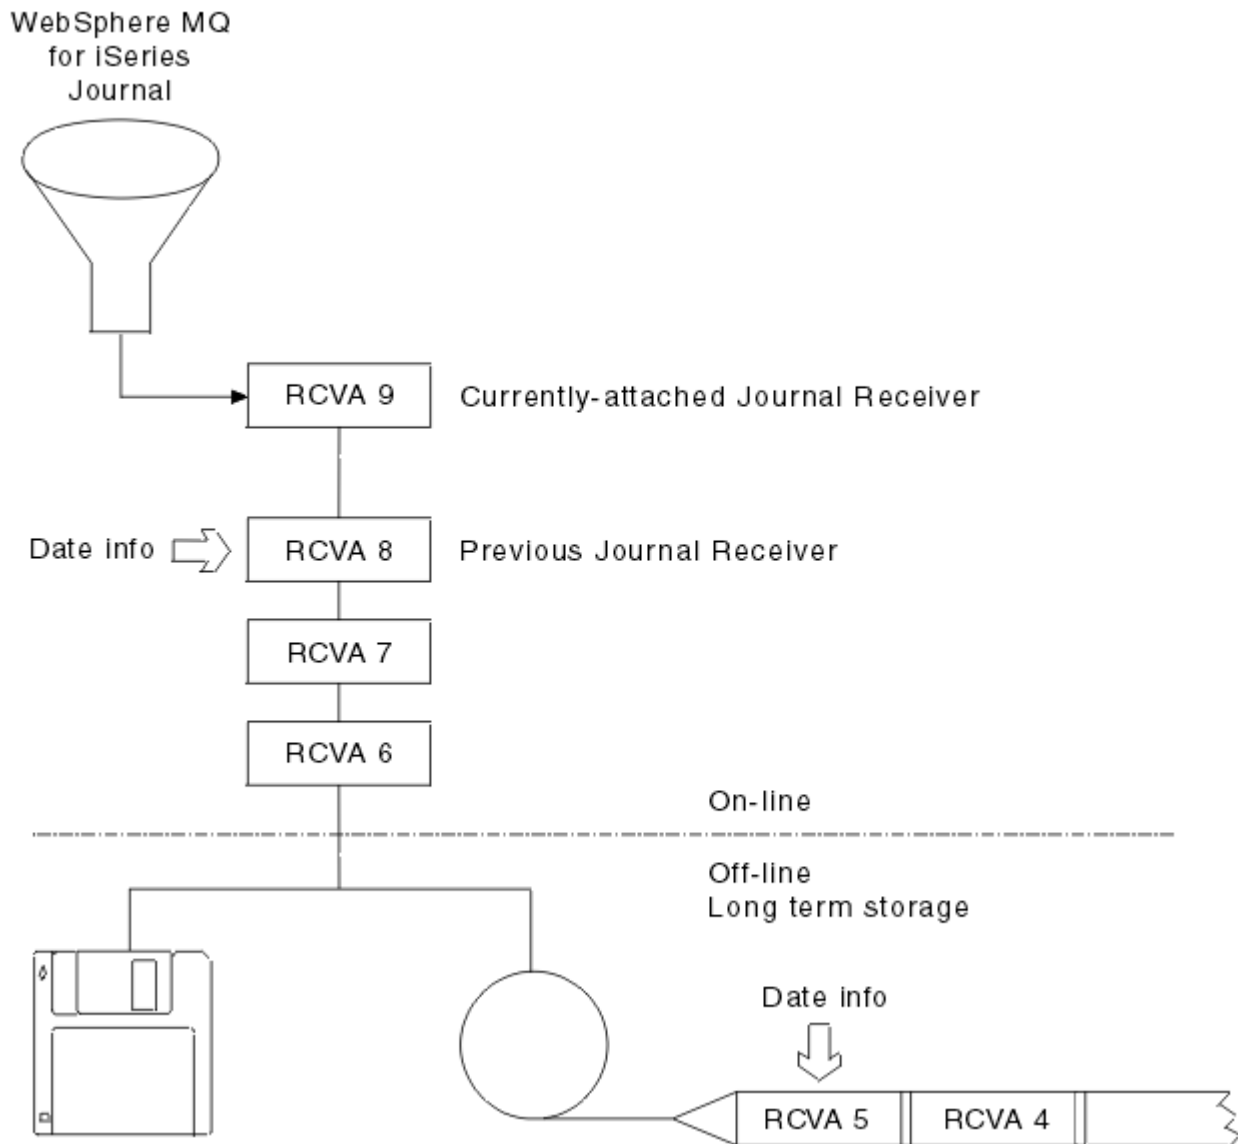 WebSphere MQ
for iSeries
Journal
RCVA 9
Currently-attached Journal Receiver
Date info
RCVA 8
Previous Journal Receiver
RCVA 7
RCVA 6
On-line
Off-line
Long term storage
Date info
RCVA 5
RCVA 4